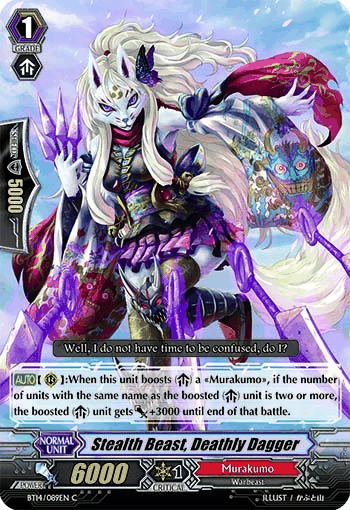 1
GRADE
SHIELD
5000
Well, I do not have time to be confused, do I?
AUTO [ ]:When this unit boosts ( ) a «Murakumo», if the number
of units with the same name as the boosted ( ) unit is two or more,
the boosted ( ) unit gets +3000 until end of that battle.
NORMAL
UNIT
Stealth Beast, Deathly Dagger
POWER
6000
1
CRITICAL
Murakumo
Warbeast
BT14/089EN C
ILLUST / かぶと山